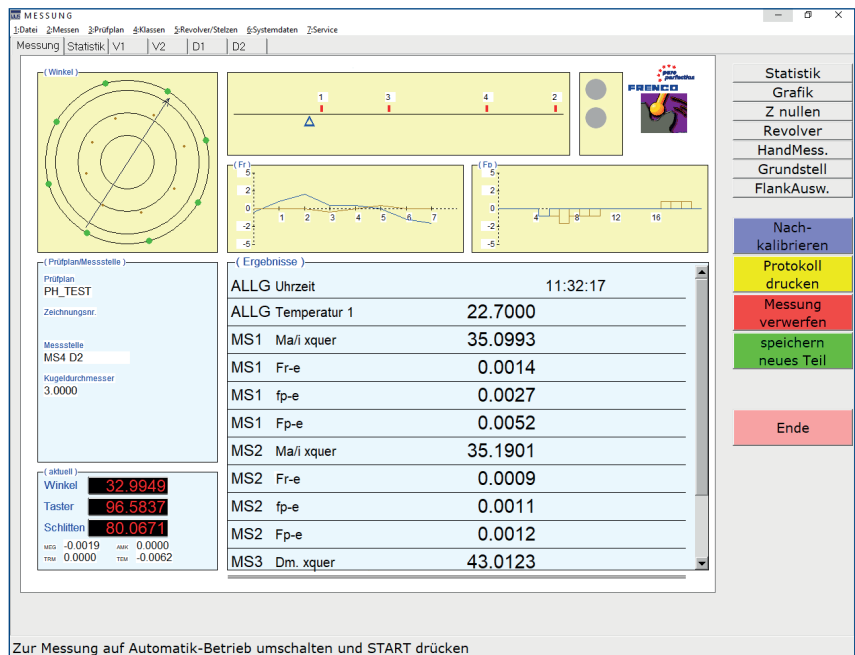 MESSUNG
1:Datei 2:Messen 3:Prüfplan 4:Klassen 5:Revolver/Stelzen 6:Systemdaten 7:Service
Messung Statistik V1 V2 D1 D2
(Winkel)
1 3 4 2
pure perfection
FRENCO
(Fr)
5
2
0
-2
-5
1 2 3 4 5 6 7
(Fp)
5
2
0
-2
-5
4 8 12 16
(Prüfplan/Messstelle)
Prüfplan
PH_TEST
Zeichnungsnr.
Messstelle
MS4 D2
Kugeldurchmesser
3.0000
(Ergebnisse)
ALLG Uhrzeit 11:32:17
ALLG Temperatur 1 22.7000
MS1 Ma/i xquer 35.0993
MS1 Fr-e 0.0014
MS1 fp-e 0.0027
MS1 Fp-e 0.0052
MS2 Ma/i xquer 35.1901
MS2 Fr-e 0.0009
MS2 fp-e 0.0011
MS2 Fp-e 0.0012
MS3 Dm. xquer 43.0123
(aktuell)
Winkel 32.9949
Taster 96.5837
Schlitten 80.0671
MEG -0.0019 AMK 0.0000
TRM 0.0000 TEM -0.0062
Statistik
Grafik
Z nullen
Revolver
HandMess.
Grundstell
FlankAusw.
Nach-
kalibrieren
Protokoll
drucken
Messung
verwerfen
speichern
neues Teil
Ende
Zur Messung auf Automatik-Betrieb umschalten und START drücken